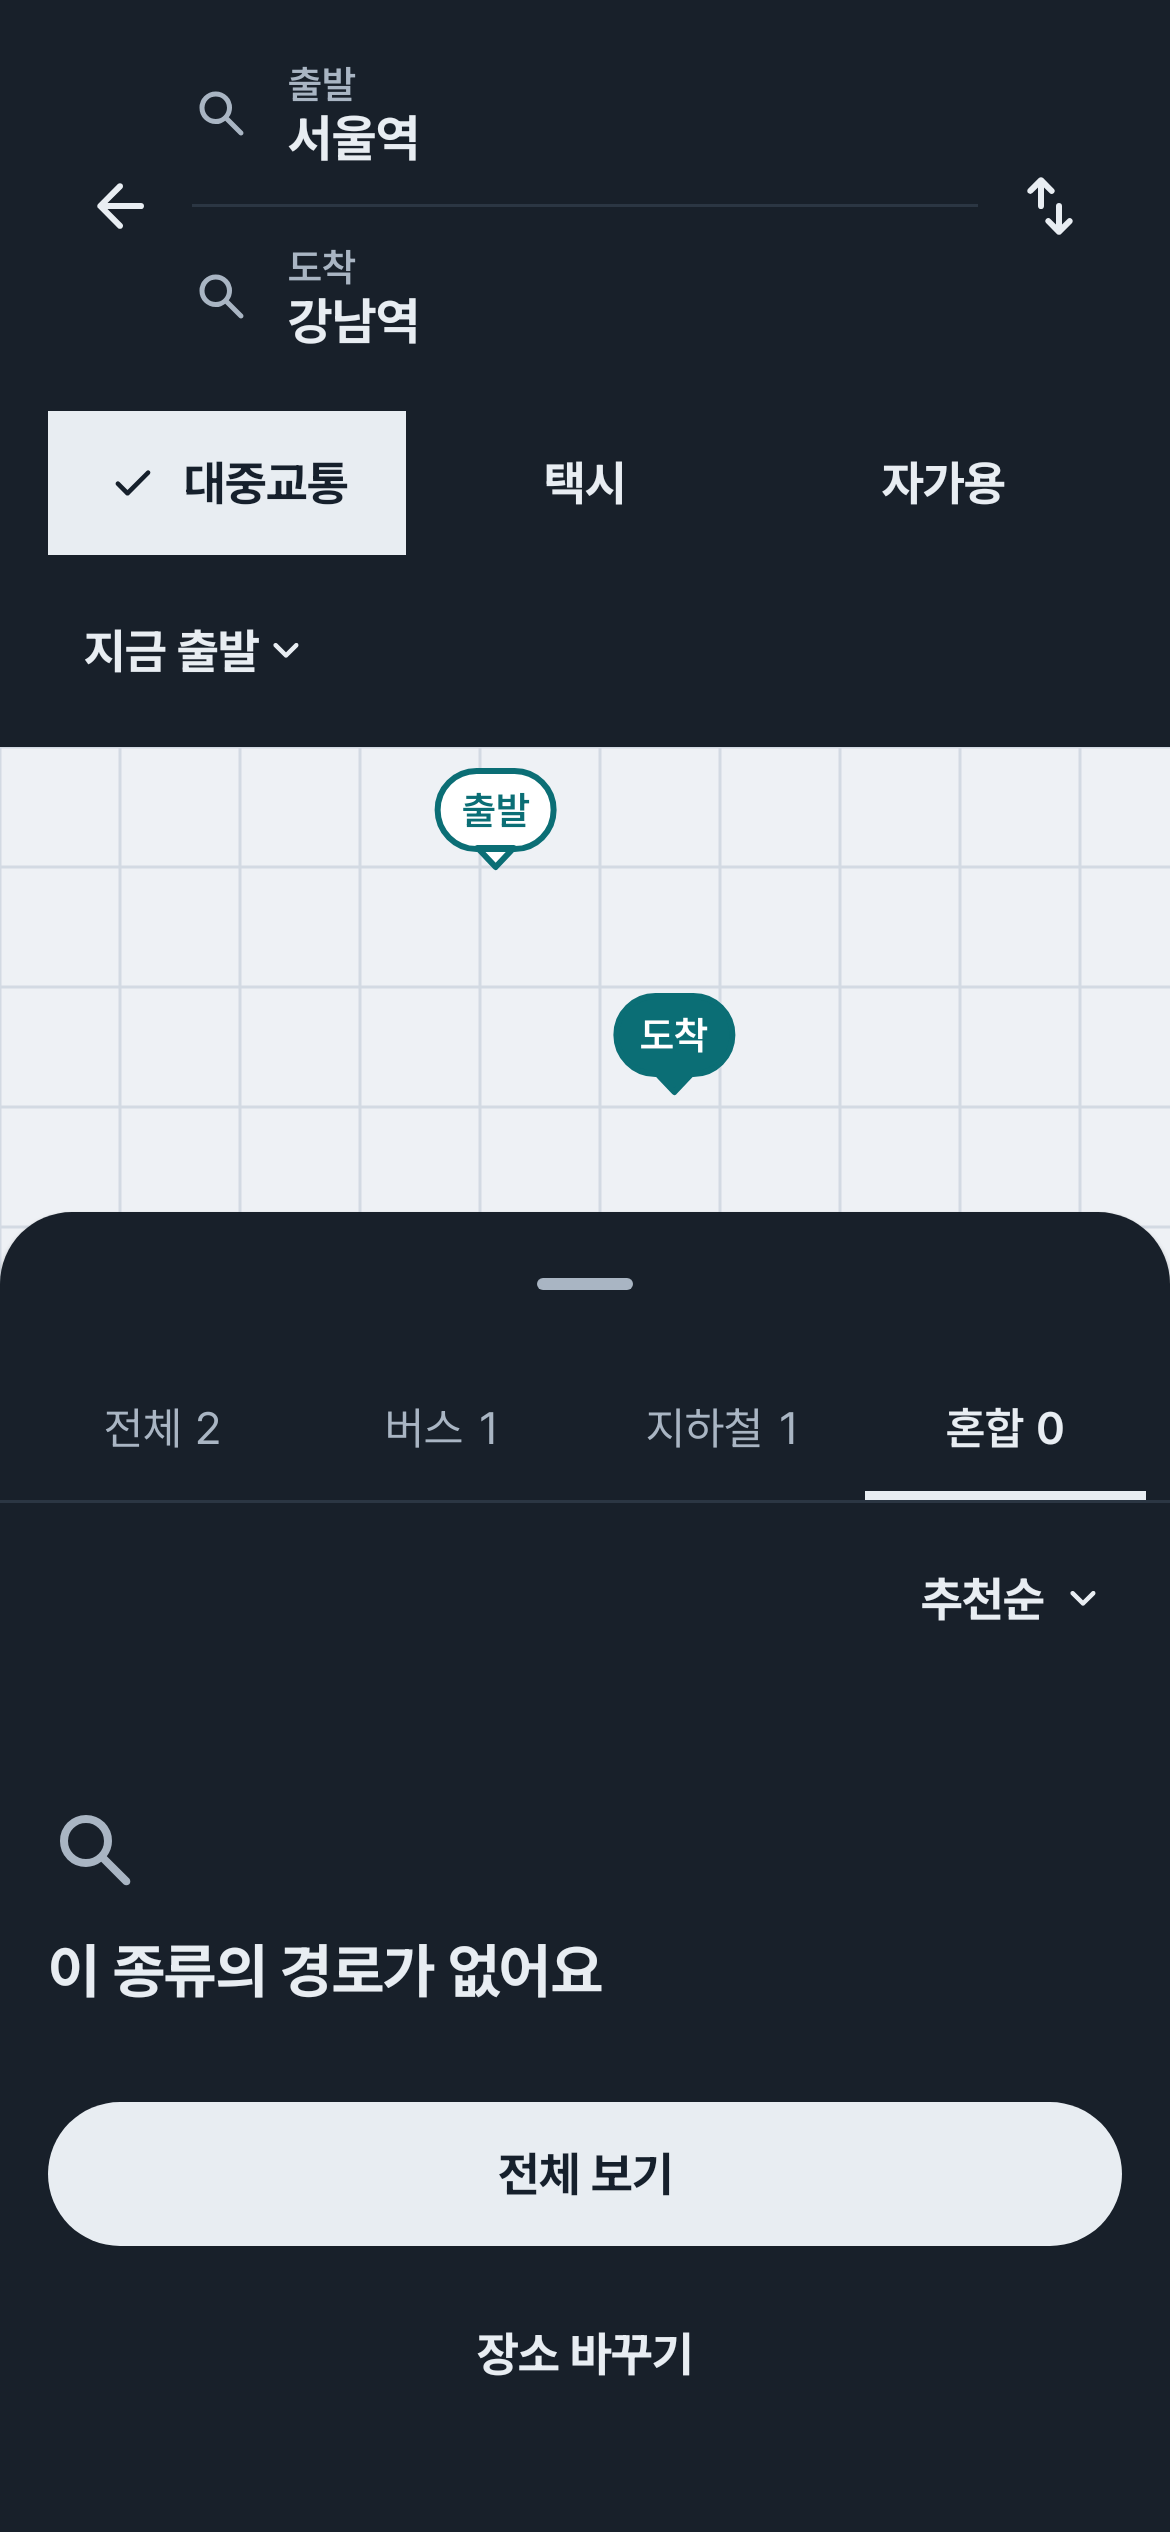 출발
서울역
도착
강남역
대중교통 택시 자가용
지금 출발
출발
도착
전체 2 버스 1 지하철 1 혼합 0
추천순
이 종류의 경로가 없어요
전체 보기
장소 바꾸기